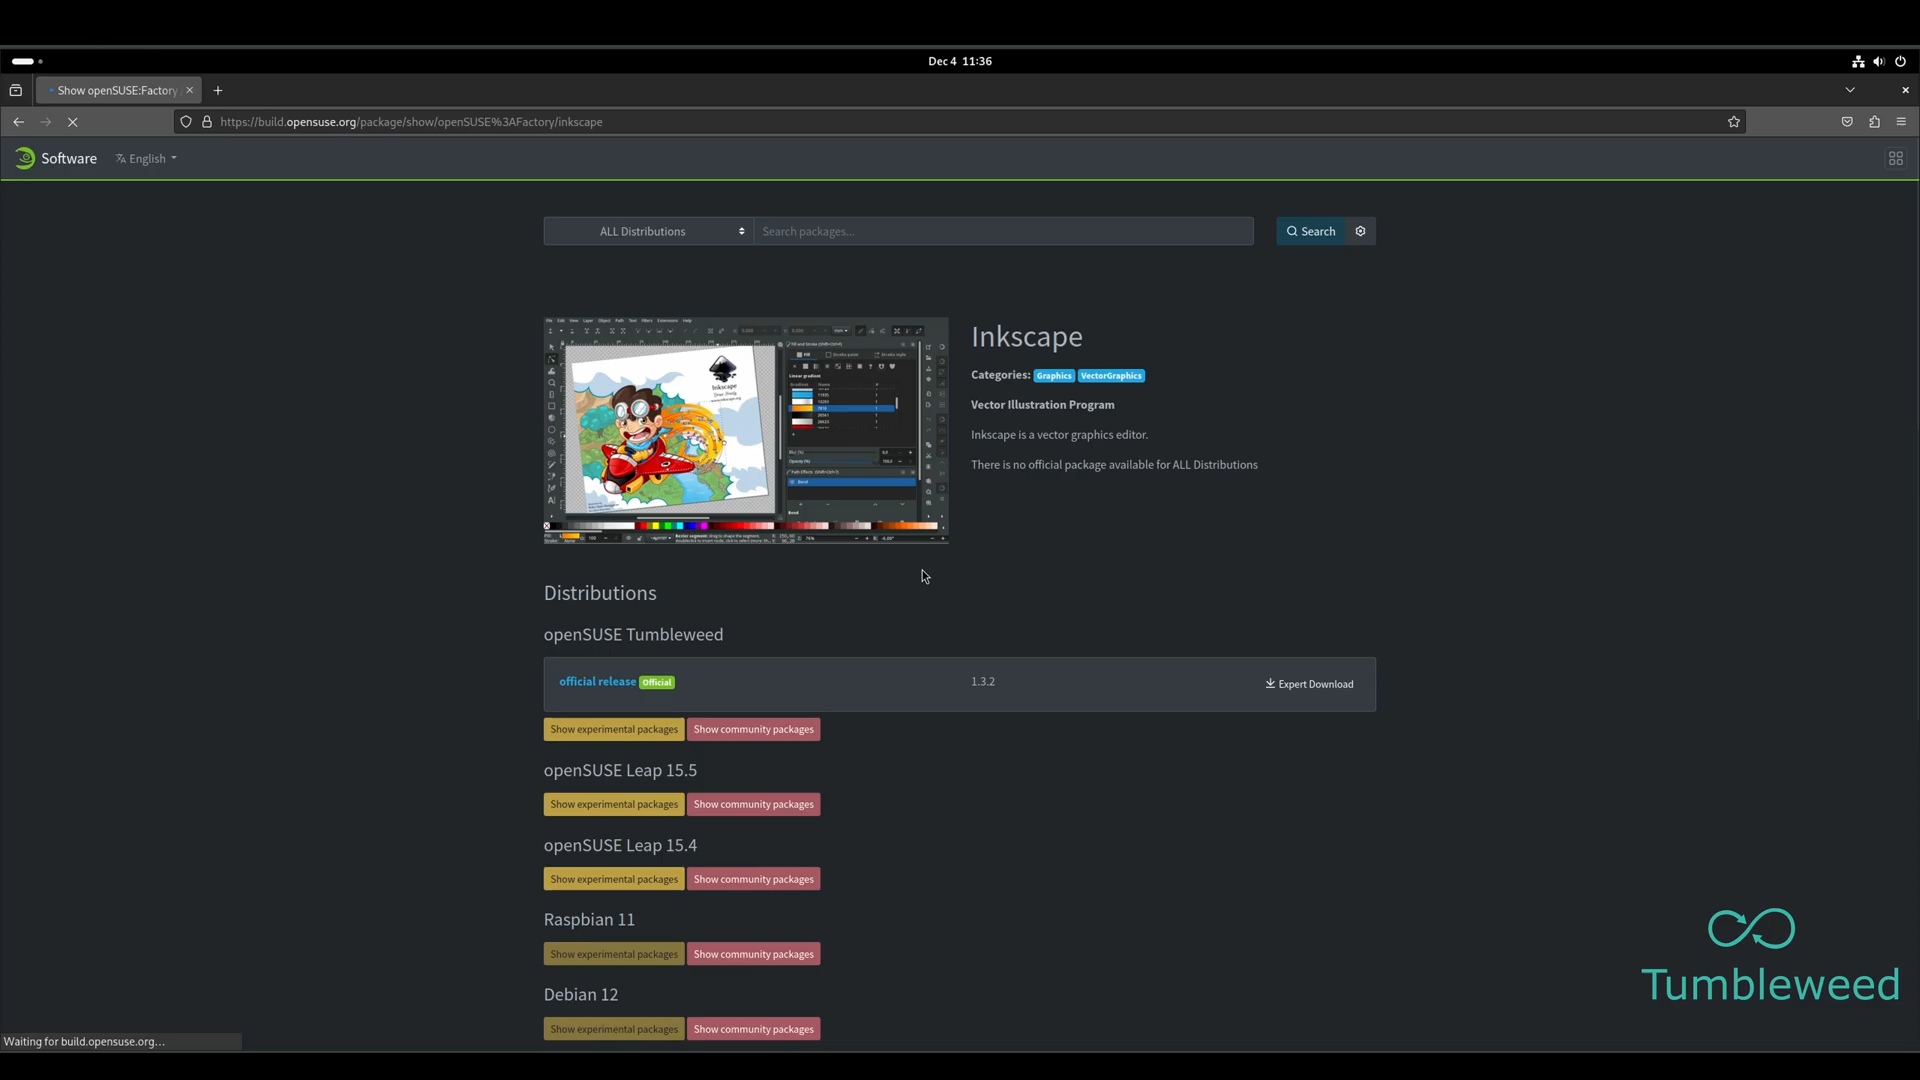 Dec 4 11:36
Show openSUSE:Factory
https://build.opensuse.org/package/show/openSUSE%3AFactory/inkscape
Software
English
ALL Distributions
Search packages...
Search
Inkscape
Categories: Graphics VectorGraphics
Vector Illustration Program
Inkscape is a vector graphics editor.
There is no official package available for ALL Distributions
Distributions
openSUSE Tumbleweed
official release Official 1.3.2 Expert Download
Show experimental packages Show community packages
openSUSE Leap 15.5
Show experimental packages Show community packages
openSUSE Leap 15.4
Show experimental packages Show community packages
Raspbian 11
Show experimental packages Show community packages
Debian 12
Show experimental packages Show community packages
Tumbleweed
Waiting for build.opensuse.org…